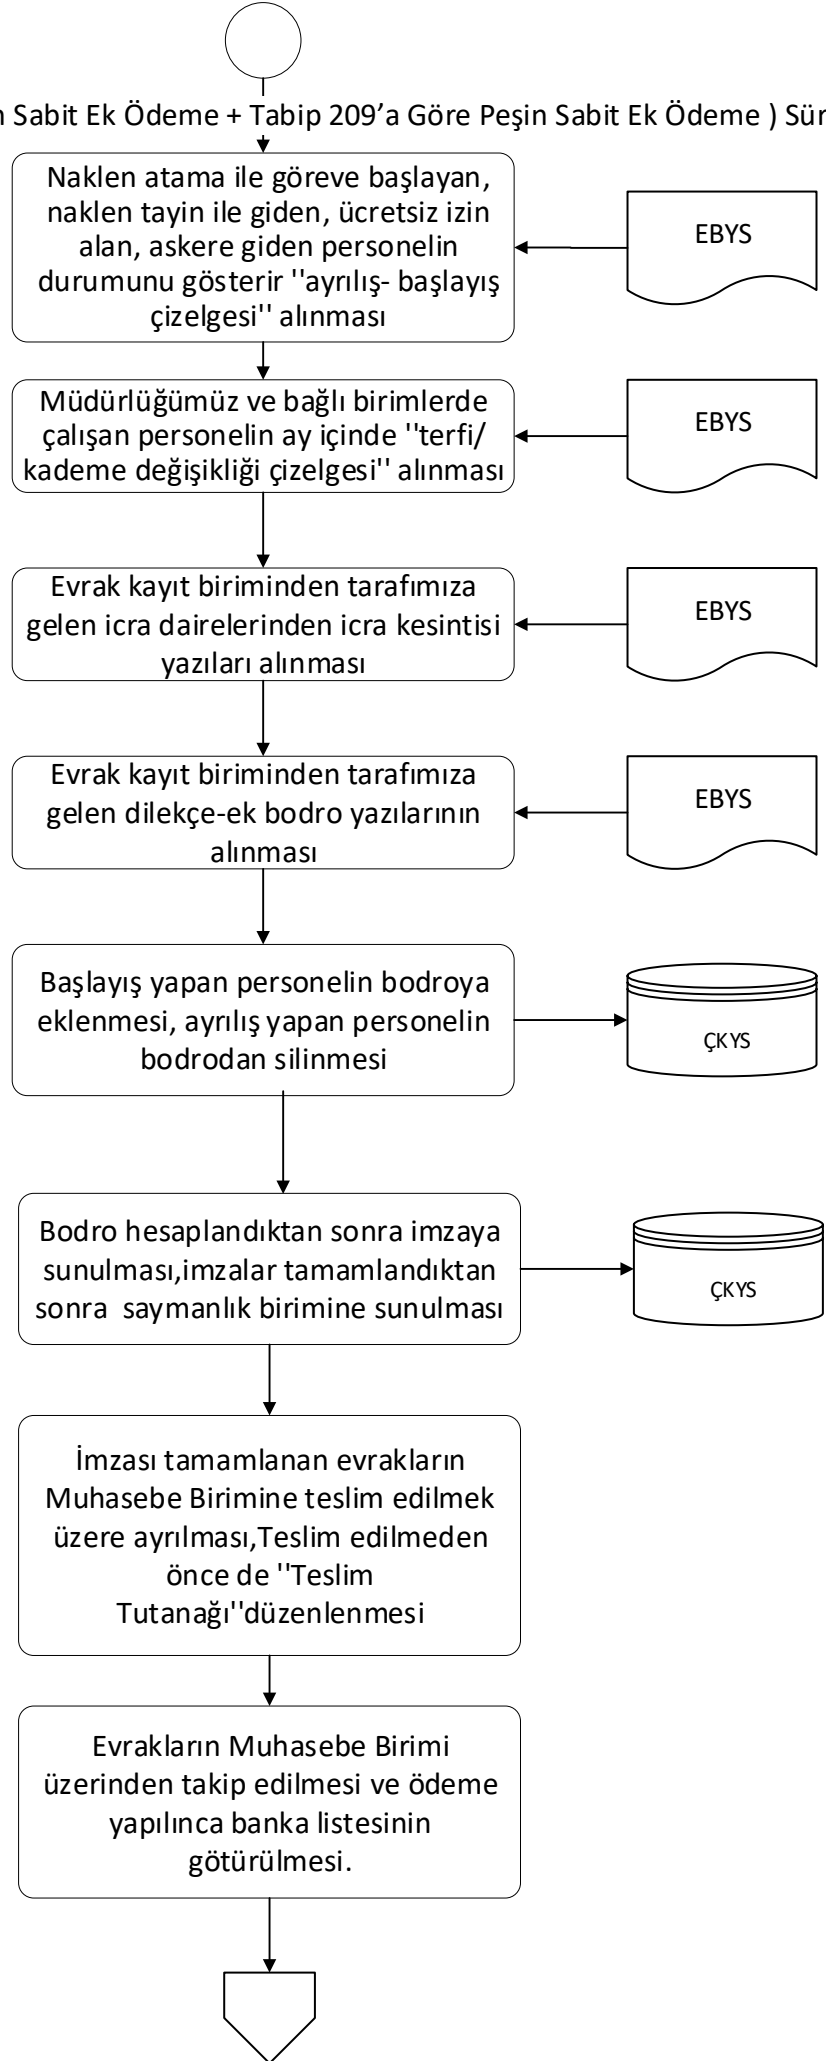 Sabit Ek Ödeme + Tabip 209’a Göre Peşin Sabit Ek Ödeme )
Naklen atama ile göreve başlayan,
naklen tayin ile giden, ücretsiz izin
alan, askere giden personelin
durumunu gösterir ''ayrılış- başlayış
çizelgesi'' alınması
EBYS
Müdürlüğümüz ve bağlı birimlerde
çalışan personelin ay içinde ''terfi/
kademe değişikliği çizelgesi'' alınması
EBYS
Evrak kayıt biriminden tarafımıza
gelen icra dairelerinden icra kesintisi
yazıları alınması
EBYS
Evrak kayıt biriminden tarafımıza
gelen dilekçe-ek bodro yazılarının
alınması
EBYS
Başlayış yapan personelin bodroya
eklenmesi, ayrılış yapan personelin
bodrodan silinmesi
ÇKYS
Bodro hesaplandıktan sonra imzaya
sunulması,imzalar tamamlandıktan
sonra  saymanlık birimine sunulması
ÇKYS
İmzası tamamlanan evrakların
Muhasebe Birimine teslim edilmek
üzere ayrılması,Teslim edilmeden
önce de ''Teslim
Tutanağı''düzenlenmesi
Evrakların Muhasebe Birimi
üzerinden takip edilmesi ve ödeme
yapılınca banka listesinin
götürülmesi.